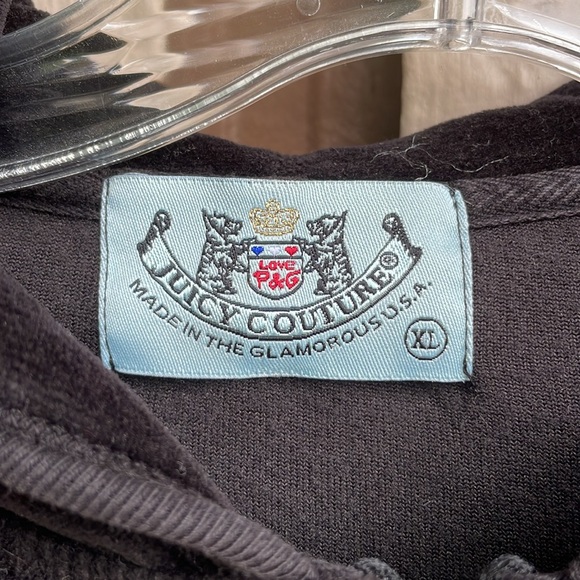 LOVE
P&G
JUICY COUTURE®
MADE IN THE GLAMOROUS U.S.A.
XL